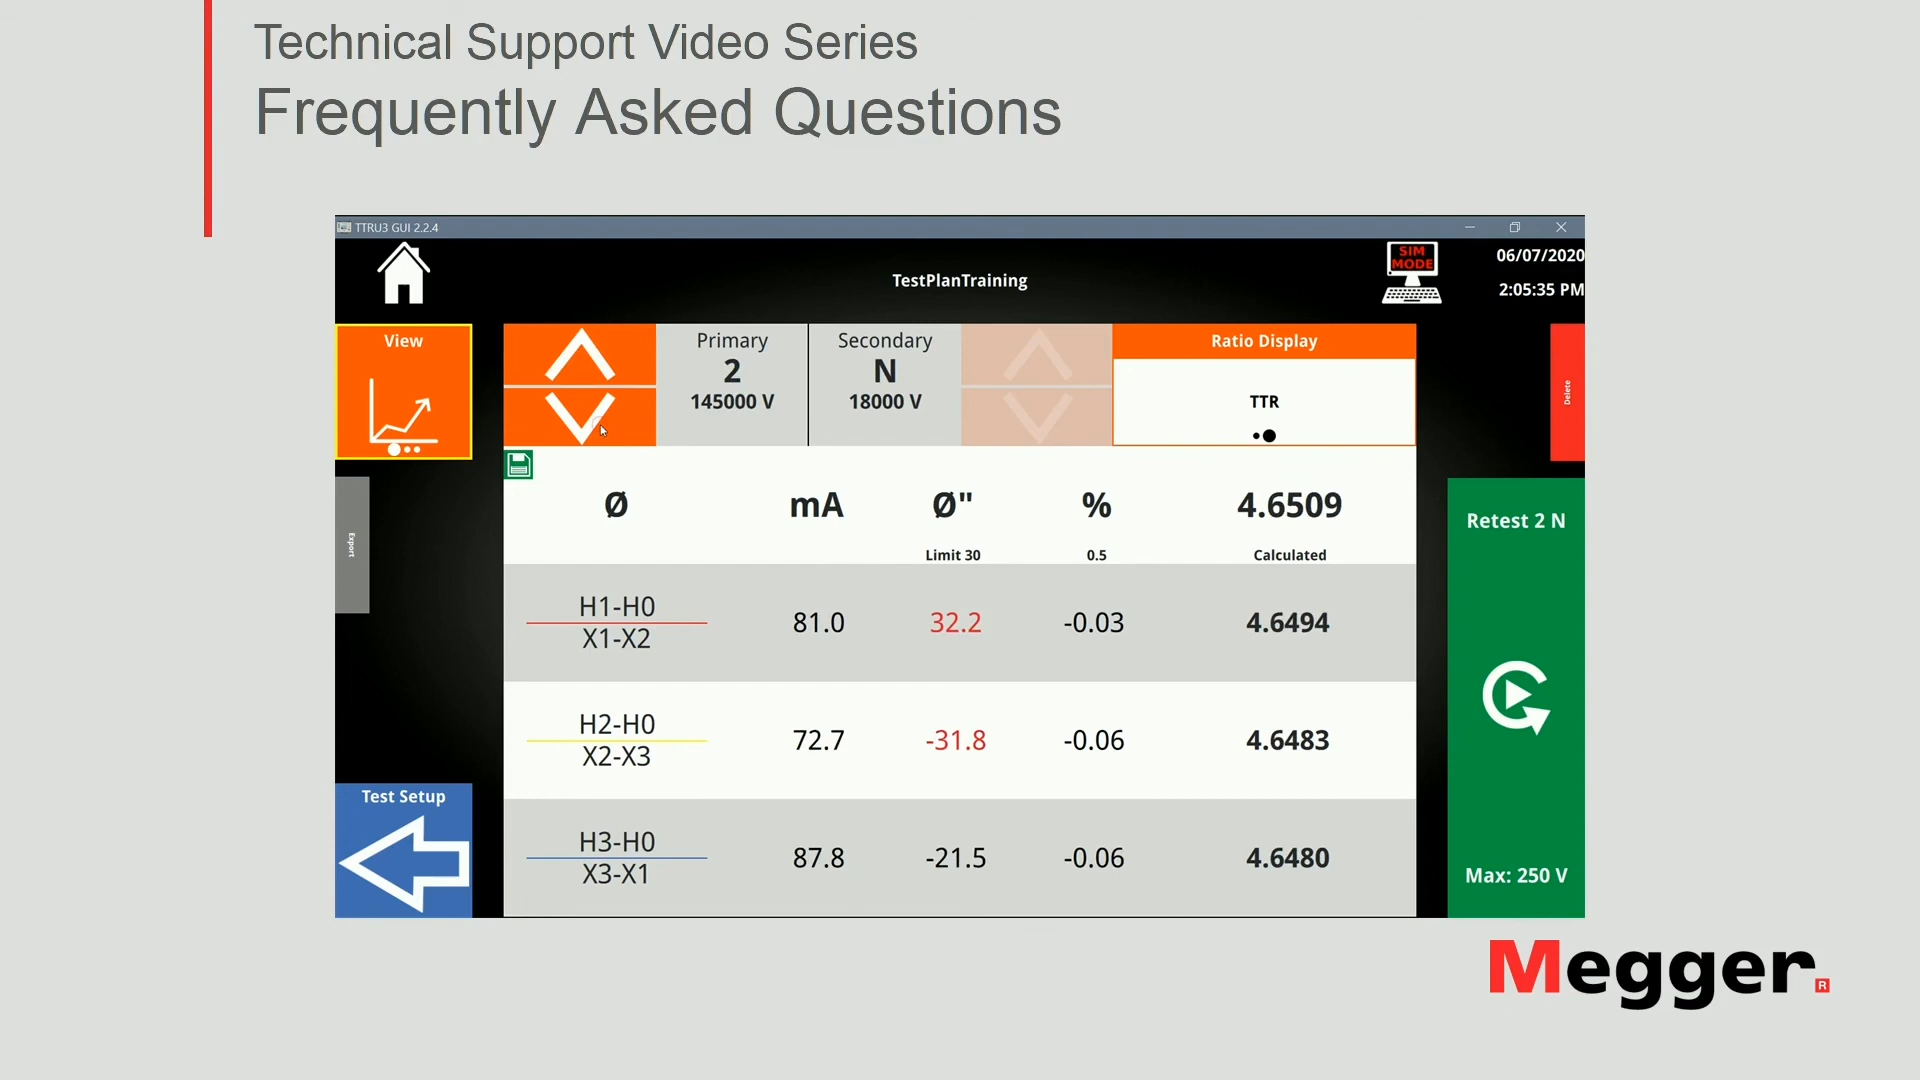 Technical Support Video Series
Frequently Asked Questions
TTRU3 GUI 2.2.4
TestPlanTraining
SIM
MODE
06/07/2020
2:05:35 PM
View
Primary
2
145000 V
Secondary
N
18000 V
Ratio Display
TTR
Delete
Export
Ø mA Ø" % 4.6509
Limit 30 0.5 Calculated
H1-H0
X1-X2
81.0 32.2 -0.03 4.6494
H2-H0
X2-X3
72.7 -31.8 -0.06 4.6483
H3-H0
X3-X1
87.8 -21.5 -0.06 4.6480
Retest 2 N
Max: 250 V
Test Setup
Megger
R